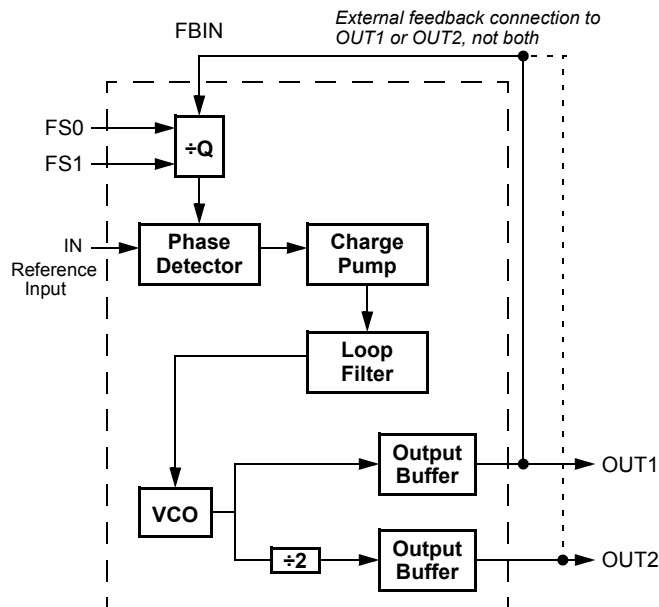 External feedback connection to
OUT1 or OUT2, not both
FBIN
FS0
FS1
÷Q
IN
Reference
Input
Phase
Detector
Charge
Pump
Loop
Filter
VCO
Output
Buffer
OUT1
÷2
Output
Buffer
OUT2